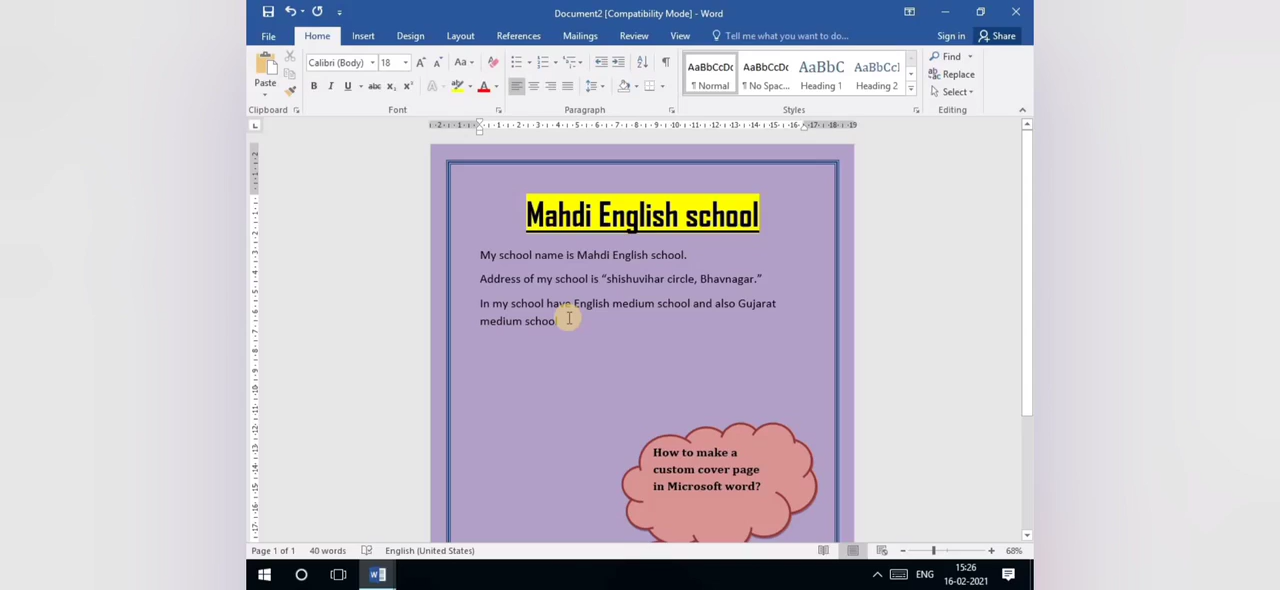 Document2 [Compatibility Mode] - Word
File Home Insert Design Layout References Mailings Review View Tell me what you want to do... Sign in Share
Calibri (Body) 18 Aa AaBbCcDc AaBbCcDc AaBbC AaBbCcI Find
Paste B I U abc x₂ x² A ¶ Normal ¶ No Spac... Heading 1 Heading 2 Replace
Select
Clipboard Font Paragraph Styles Editing
Mahdi English school
My school name is Mahdi English school.
Address of my school is “shishuvihar circle, Bhavnagar.”
In my school have English medium school and also Gujarat
medium school
How to make a
custom cover page
in Microsoft word?
Page 1 of 1 40 words English (United States) 68%
ENG 15:26
16-02-2021